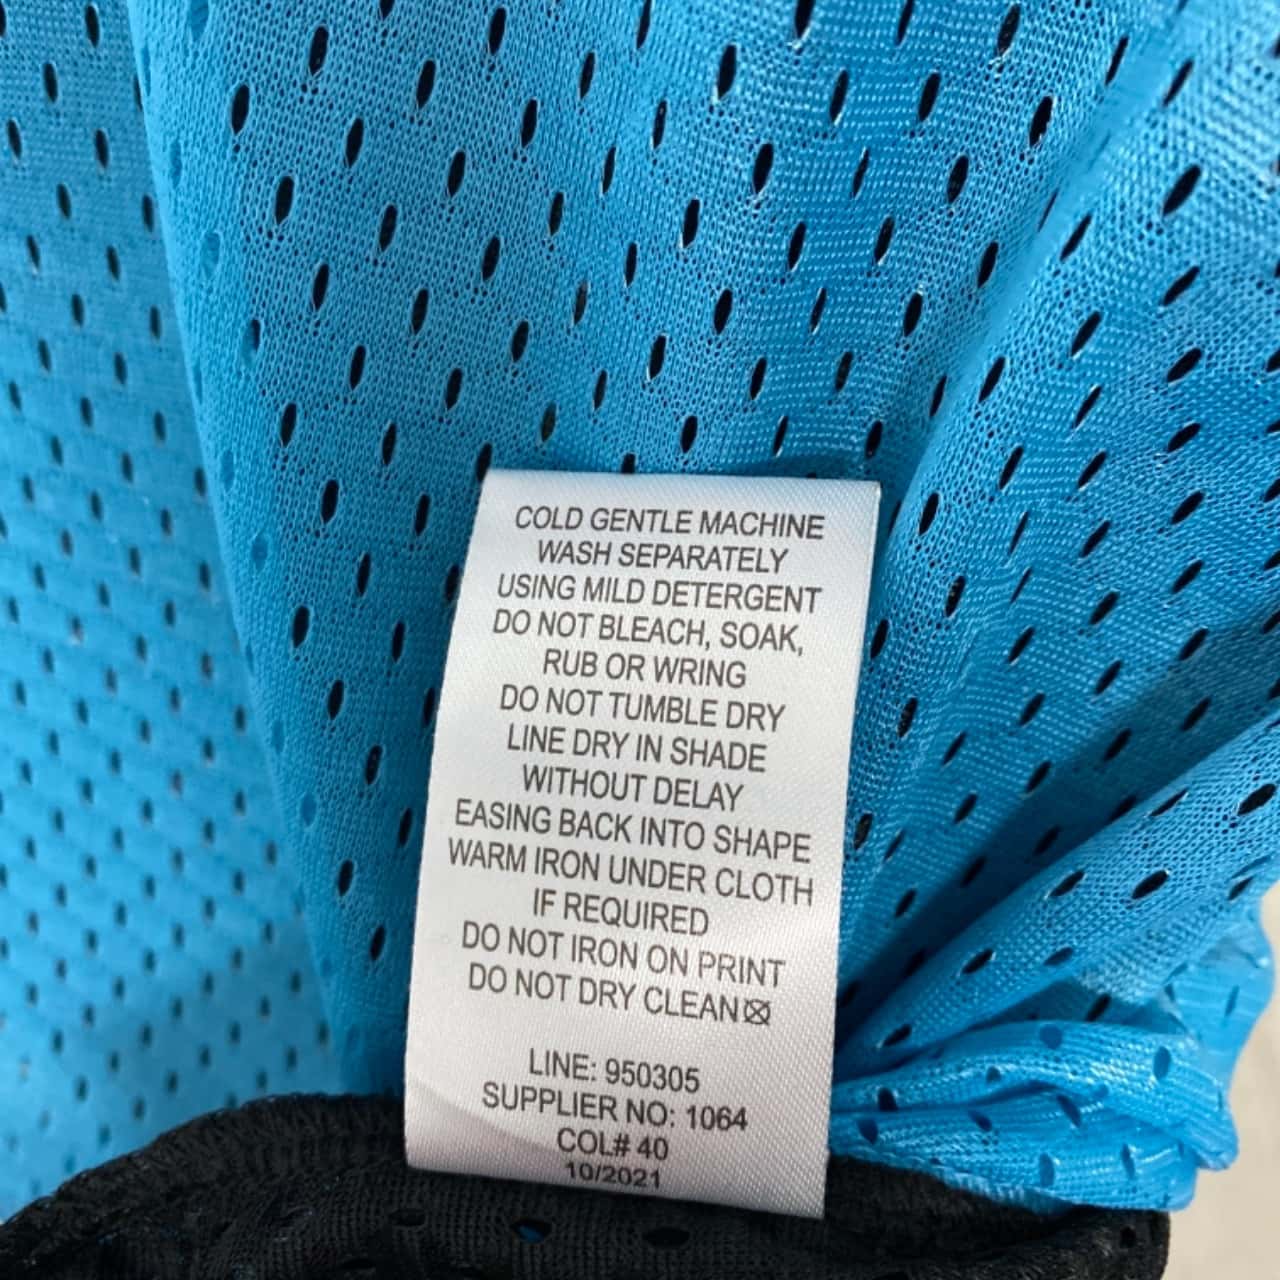 COLD GENTLE MACHINE
WASH SEPARATELY
USING MILD DETERGENT
DO NOT BLEACH, SOAK,
RUB OR WRING
DO NOT TUMBLE DRY
LINE DRY IN SHADE
WITHOUT DELAY
EASING BACK INTO SHAPE
WARM IRON UNDER CLOTH
IF REQUIRED
DO NOT IRON ON PRINT
DO NOT DRY CLEAN
LINE: 950305
SUPPLIER NO: 1064
COL# 40
10/2021